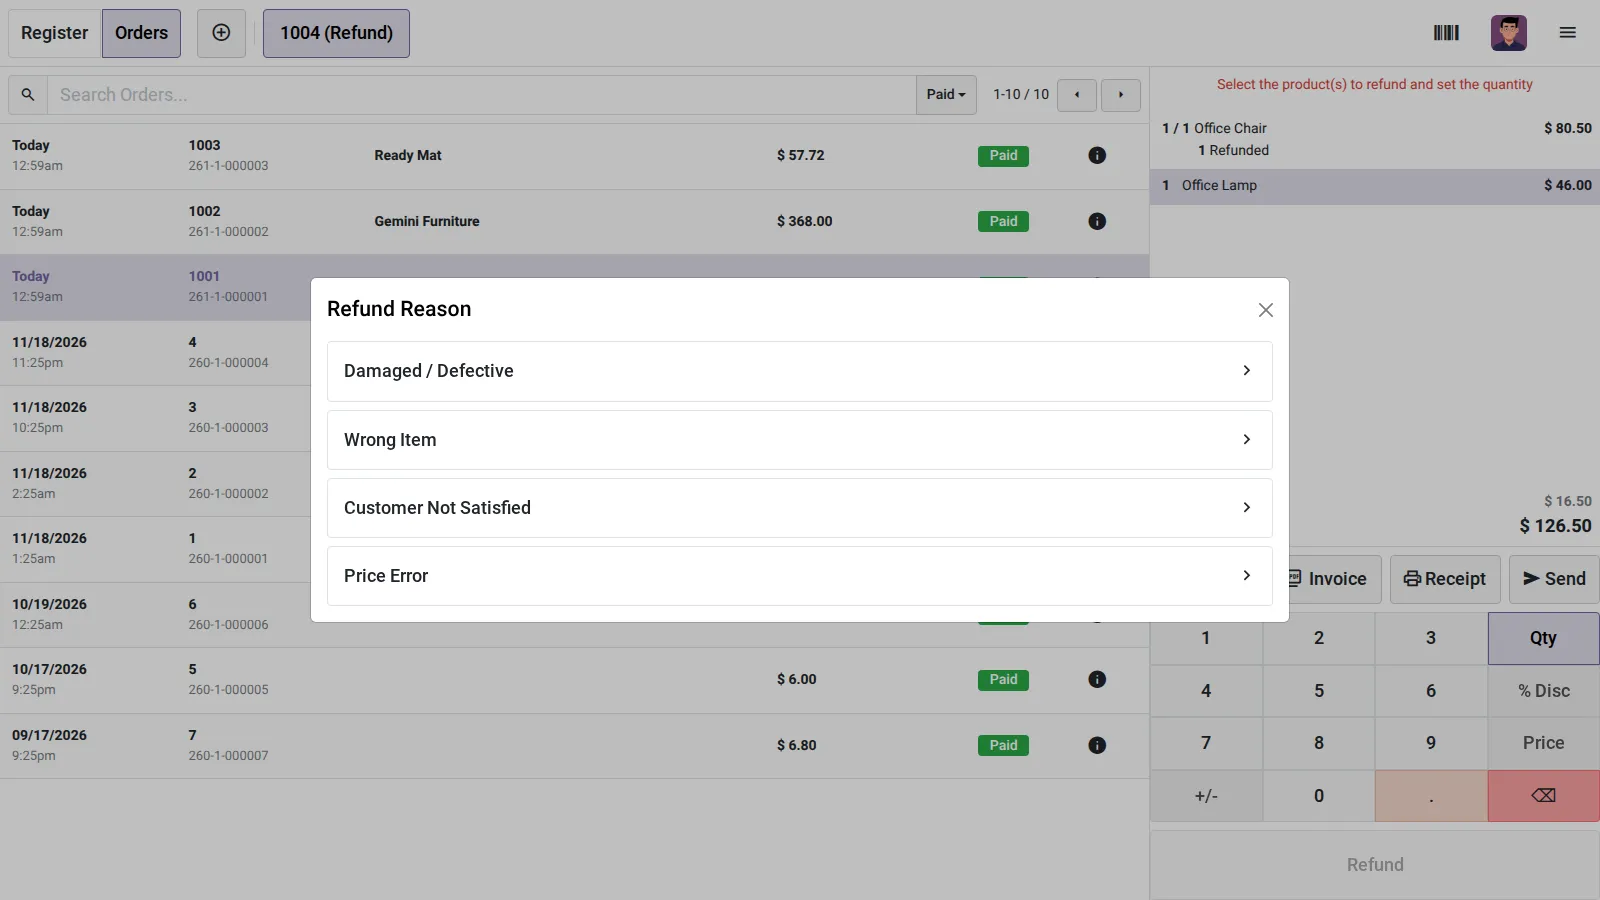 Register
Orders
1004 (Refund)
Search Orders...
Paid
1-10 / 10
Select the product(s) to refund and set the quantity
Today 1003 Ready Mat $ 57.72 Paid
12:59am 261-1-000003
Today 1002 Gemini Furniture $ 368.00 Paid
12:59am 261-1-000002
Today 1001
12:59am 261-1-000001
11/18/2026 4
11:25pm 260-1-000004
11/18/2026 3
10:25pm 260-1-000003
11/18/2026 2
2:25am 260-1-000002
11/18/2026 1
1:25am 260-1-000001
10/19/2026 6
12:25am 260-1-000006
10/17/2026 5 $ 6.00 Paid
9:25pm 260-1-000005
09/17/2026 7 $ 6.80 Paid
9:25pm 260-1-000007
Refund Reason
Damaged / Defective
Wrong Item
Customer Not Satisfied
Price Error
1 / 1 Office Chair $ 80.50
1 Refunded
1 Office Lamp $ 46.00
$ 16.50
$ 126.50
Invoice Receipt Send
1 2 3 Qty
4 5 6 % Disc
7 8 9 Price
+/- 0 .
Refund